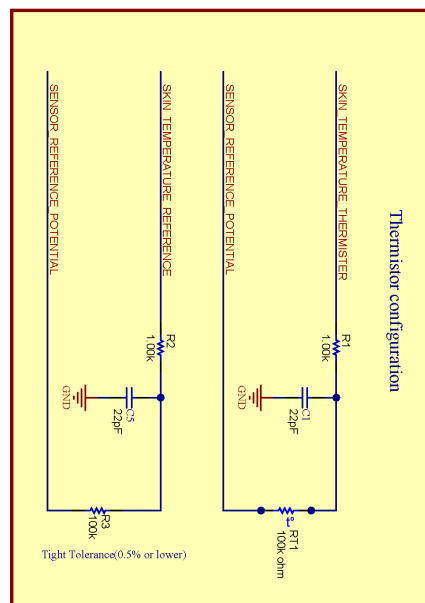 Thermistor configuration
SKIN TEMPERATURE THERMISTER
R1
1.00k
C1
22pF
GND
RT1
100k ohm
t°
SENSOR REFERENCE POTENTIAL
SKIN TEMPERATURE REFERENCE
R2
1.00k
C5
22pF
GND
R3
100k
SENSOR REFERENCE POTENTIAL
Tight Tolerance(0.5% or lower)